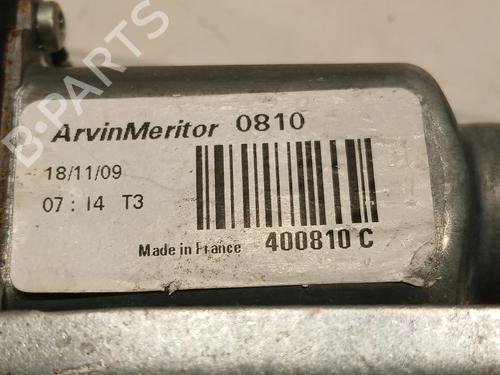 B-PARTS
ArvinMeritor 0810
18/11/09
07 : 14 T3
Made in France 400810 C